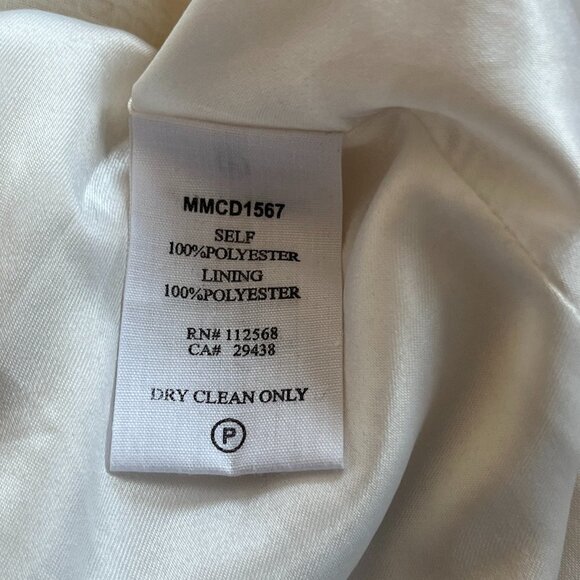 MMCD1567
SELF
100%POLYESTER
LINING
100%POLYESTER
RN# 112568
CA# 29438
DRY CLEAN ONLY
P